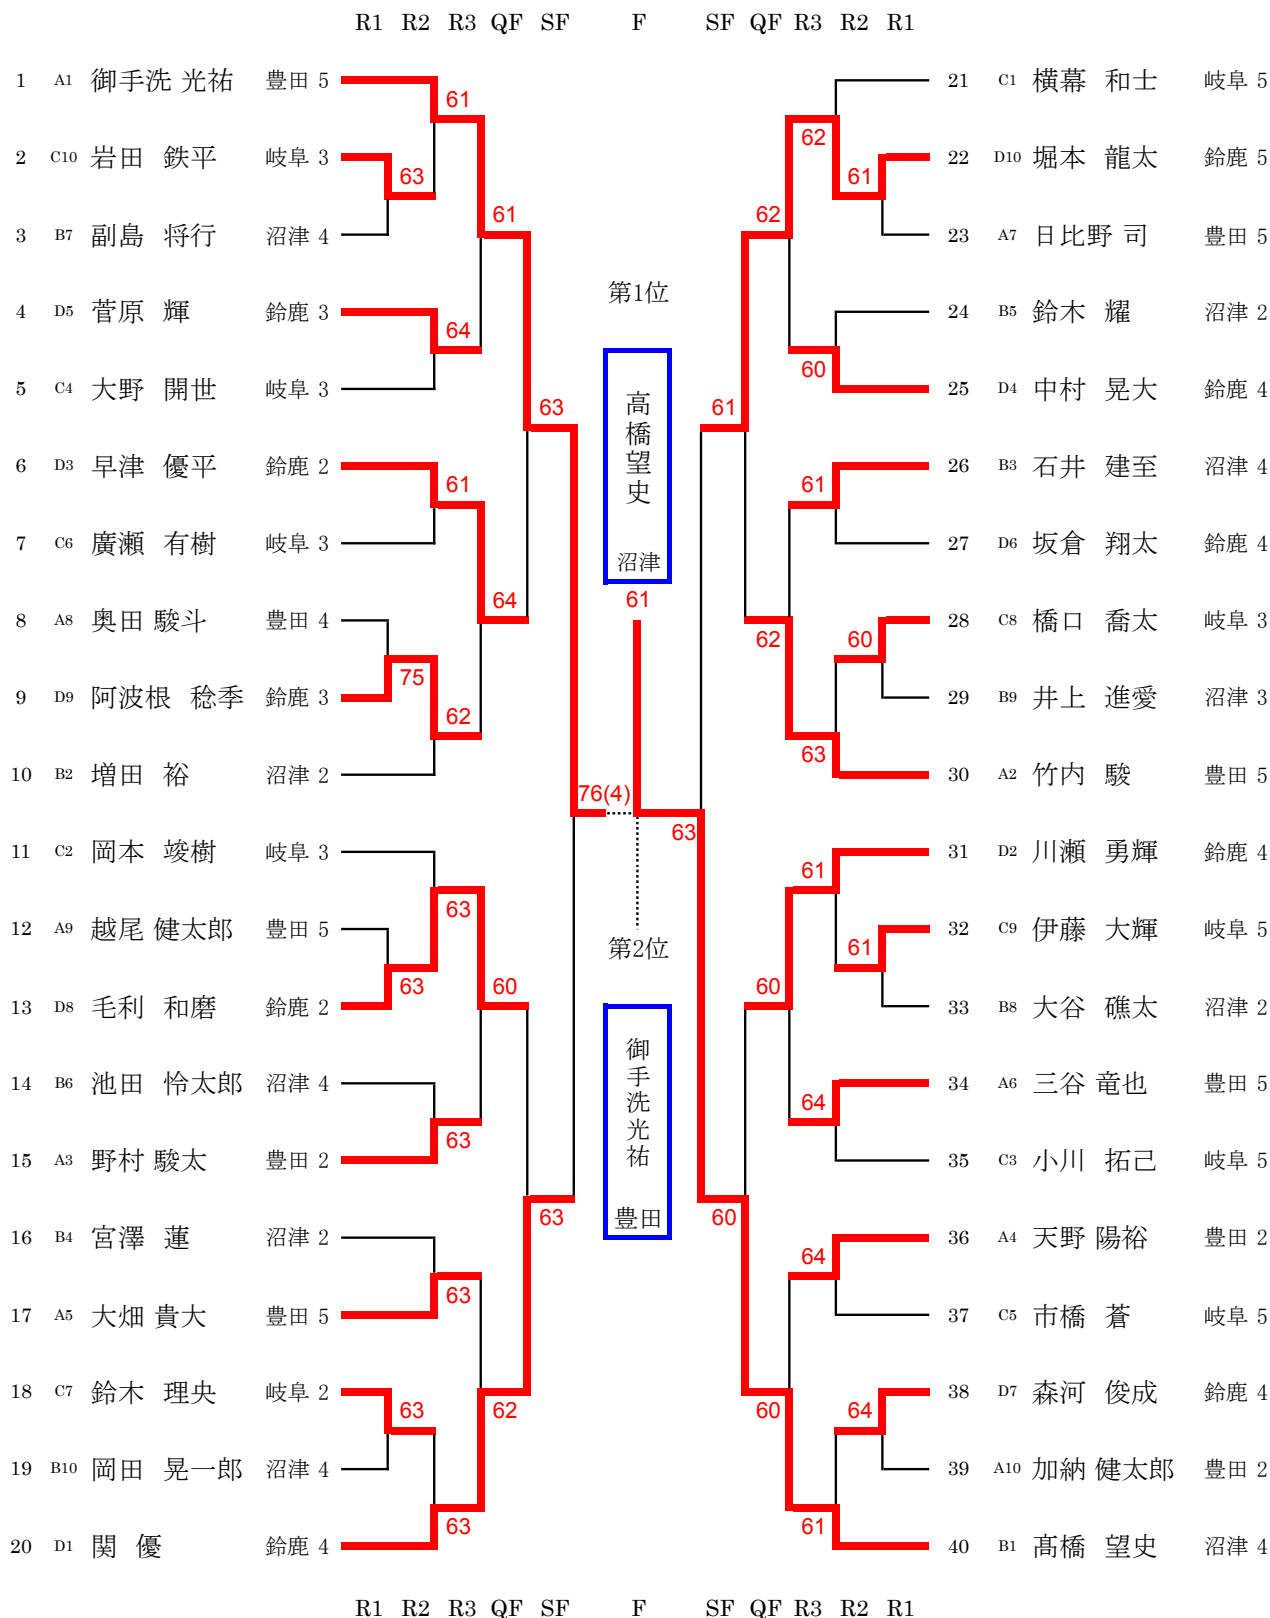 R1 R2 R3 QF SF F SF QF R3 R2 R1
1 A1 御手洗 光祐 豊田 5
2 C10 岩田 鉄平 岐阜 3
3 B7 副島 将行 沼津 4
4 D5 菅原 輝 鈴鹿 3
5 C4 大野 開世 岐阜 3
6 D3 早津 優平 鈴鹿 2
7 C6 廣瀬 有樹 岐阜 3
8 A8 奥田 駿斗 豊田 4
9 D9 阿波根 稔季 鈴鹿 3
10 B2 増田 裕 沼津 2
11 C2 岡本 竣樹 岐阜 3
12 A9 越尾 健太郎 豊田 5
13 D8 毛利 和磨 鈴鹿 2
14 B6 池田 怜太郎 沼津 4
15 A3 野村 駿太 豊田 2
16 B4 宮澤 蓮 沼津 2
17 A5 大畑 貴大 豊田 5
18 C7 鈴木 理央 岐阜 2
19 B10 岡田 晃一郎 沼津 4
20 D1 関 優 鈴鹿 4
63
75
63
63
61
64
61
62
63
63
63
63
61
64
60
62
63
63
76(4)
第1位
高橋望史
沼津
61
第2位
御手洗光祐
豊田
63
61
60
62
62
60
60
62
60
61
63
61
64
64
61
61
60
61
64
21 C1 横幕 和士 岐阜 5
22 D10 堀本 龍太 鈴鹿 5
23 A7 日比野 司 豊田 5
24 B5 鈴木 耀 沼津 2
25 D4 中村 晃大 鈴鹿 4
26 B3 石井 建至 沼津 4
27 D6 坂倉 翔太 鈴鹿 4
28 C8 橋口 喬太 岐阜 3
29 B9 井上 進愛 沼津 3
30 A2 竹内 駿 豊田 5
31 D2 川瀬 勇輝 鈴鹿 4
32 C9 伊藤 大輝 岐阜 5
33 B8 大谷 礁太 沼津 2
34 A6 三谷 竜也 豊田 5
35 C3 小川 拓己 岐阜 5
36 A4 天野 陽裕 豊田 2
37 C5 市橋 蒼 岐阜 5
38 D7 森河 俊成 鈴鹿 4
39 A10 加納 健太郎 豊田 2
40 B1 髙橋 望史 沼津 4
R1 R2 R3 QF SF F SF QF R3 R2 R1